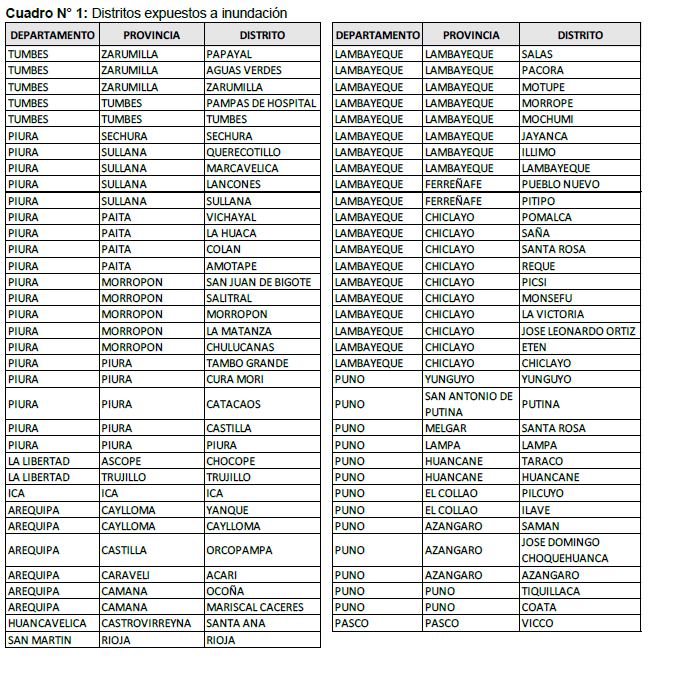 Cuadro N° 1: Distritos expuestos a inundación
DEPARTAMENTO PROVINCIA DISTRITO
TUMBES ZARUMILLA PAPAYAL
TUMBES ZARUMILLA AGUAS VERDES
TUMBES ZARUMILLA ZARUMILLA
TUMBES TUMBES PAMPAS DE HOSPITAL
TUMBES TUMBES TUMBES
PIURA SECHURA SECHURA
PIURA SULLANA QUERECOTILLO
PIURA SULLANA MARCAVELICA
PIURA SULLANA LANCONES
PIURA SULLANA SULLANA
PIURA PAITA VICHAYAL
PIURA PAITA LA HUACA
PIURA PAITA COLAN
PIURA PAITA AMOTAPE
PIURA MORROPON SAN JUAN DE BIGOTE
PIURA MORROPON SALITRAL
PIURA MORROPON MORROPON
PIURA MORROPON LA MATANZA
PIURA MORROPON CHULUCANAS
PIURA PIURA TAMBO GRANDE
PIURA PIURA CURA MORI
PIURA PIURA CATACAOS
PIURA PIURA CASTILLA
PIURA PIURA PIURA
LA LIBERTAD ASCOPE CHOCOPE
LA LIBERTAD TRUJILLO TRUJILLO
ICA ICA ICA
AREQUIPA CAYLLOMA YANQUE
AREQUIPA CAYLLOMA CAYLLOMA
AREQUIPA CASTILLA ORCOPAMPA
AREQUIPA CARAVELI ACARI
AREQUIPA CAMANA OCOÑA
AREQUIPA CAMANA MARISCAL CACERES
HUANCAVELICA CASTROVIRREYNA SANTA ANA
SAN MARTIN RIOJA RIOJA
DEPARTAMENTO PROVINCIA DISTRITO
LAMBAYEQUE LAMBAYEQUE SALAS
LAMBAYEQUE LAMBAYEQUE PACORA
LAMBAYEQUE LAMBAYEQUE MOTUPE
LAMBAYEQUE LAMBAYEQUE MORROPE
LAMBAYEQUE LAMBAYEQUE MOCHUMI
LAMBAYEQUE LAMBAYEQUE JAYANCA
LAMBAYEQUE LAMBAYEQUE ILLIMO
LAMBAYEQUE LAMBAYEQUE LAMBAYEQUE
LAMBAYEQUE FERREÑAFE PUEBLO NUEVO
LAMBAYEQUE FERREÑAFE PITIPO
LAMBAYEQUE CHICLAYO POMALCA
LAMBAYEQUE CHICLAYO SAÑA
LAMBAYEQUE CHICLAYO SANTA ROSA
LAMBAYEQUE CHICLAYO REQUE
LAMBAYEQUE CHICLAYO PICSI
LAMBAYEQUE CHICLAYO MONSEFU
LAMBAYEQUE CHICLAYO LA VICTORIA
LAMBAYEQUE CHICLAYO JOSE LEONARDO ORTIZ
LAMBAYEQUE CHICLAYO ETEN
LAMBAYEQUE CHICLAYO CHICLAYO
PUNO YUNGUYO YUNGUYO
PUNO SAN ANTONIO DE
PUTINA PUTINA
PUNO MELGAR SANTA ROSA
PUNO LAMPA LAMPA
PUNO HUANCANE TARACO
PUNO HUANCANE HUANCANE
PUNO EL COLLAO PILCUYO
PUNO EL COLLAO ILAVE
PUNO AZANGARO SAMAN
PUNO AZANGARO JOSE DOMINGO
CHOQUEHUANCA
PUNO AZANGARO AZANGARO
PUNO PUNO TIQUILLACA
PUNO PUNO COATA
PASCO PASCO VICCO